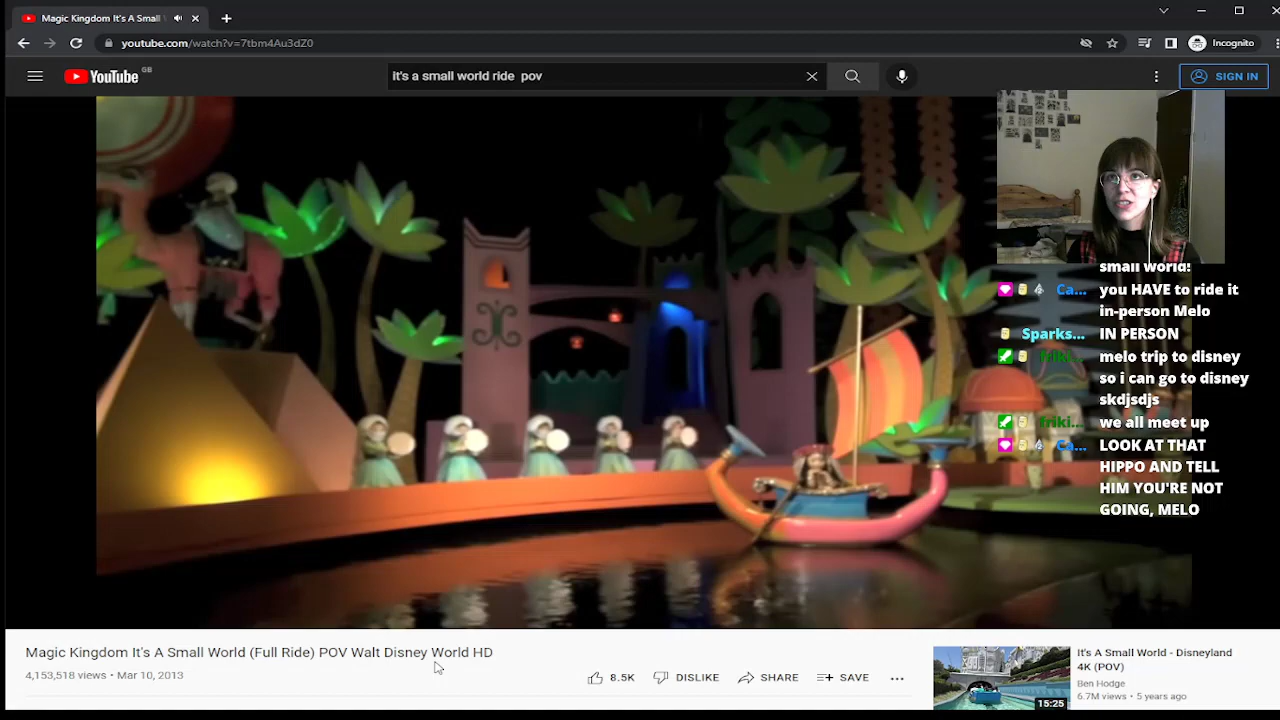 Magic Kingdom It's A Small
youtube.com/watch?v=7tbm4Au3dZ0
Incognito
YouTube GB
it's a small world ride pov
SIGN IN
small world!
Ca... you HAVE to ride it
in-person Melo
Sparks... IN PERSON
friki... melo trip to disney
so i can go to disney
skdjsdjs
friki... we all meet up
Ca... LOOK AT THAT
HIPPO AND TELL
HIM YOU'RE NOT
GOING, MELO
Magic Kingdom It's A Small World (Full Ride) POV Walt Disney World HD
4,153,518 views • Mar 10, 2013
8.5K DISLIKE SHARE SAVE
It's A Small World - Disneyland
4K (POV)
Ben Hodge
6.7M views • 5 years ago
15:25